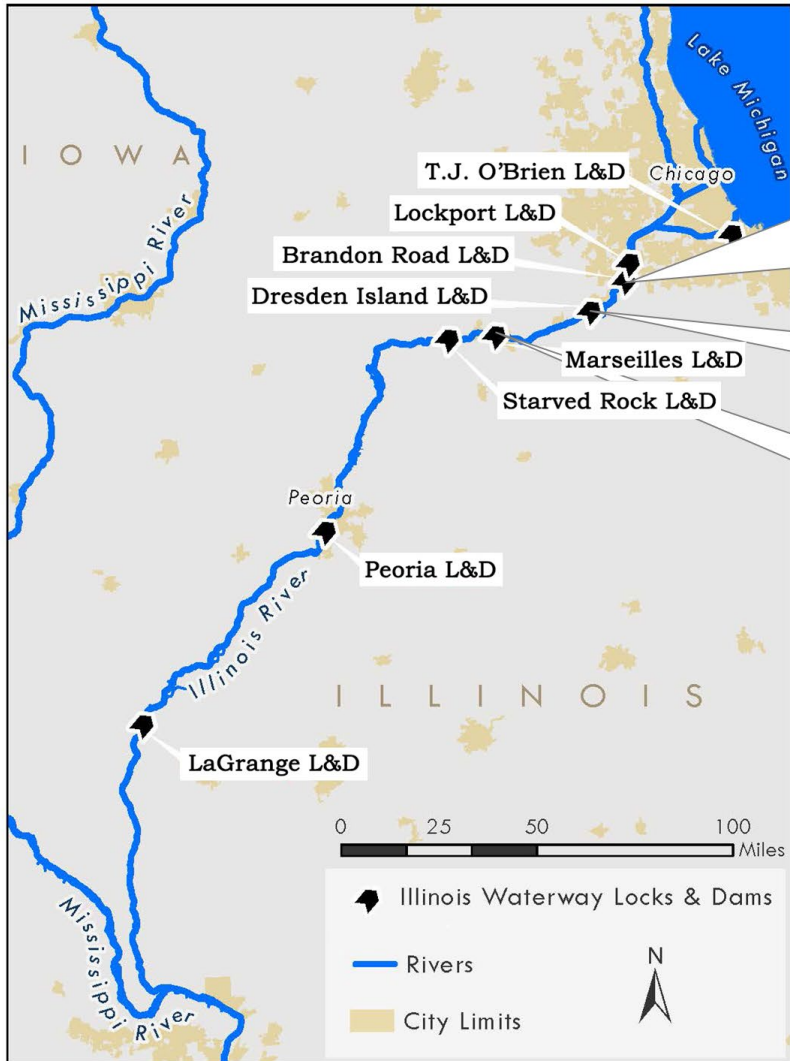 Lake Michigan
IOWA
Chicago
T.J. O'Brien L&D
Lockport L&D
Brandon Road L&D
Mississippi River
Dresden Island L&D
Marseilles L&D
Starved Rock L&D
Peoria
Peoria L&D
Illinois River
ILLINOIS
LaGrange L&D
0 25 50 100
Miles
Illinois Waterway Locks & Dams
Mississippi River
N
Rivers
City Limits